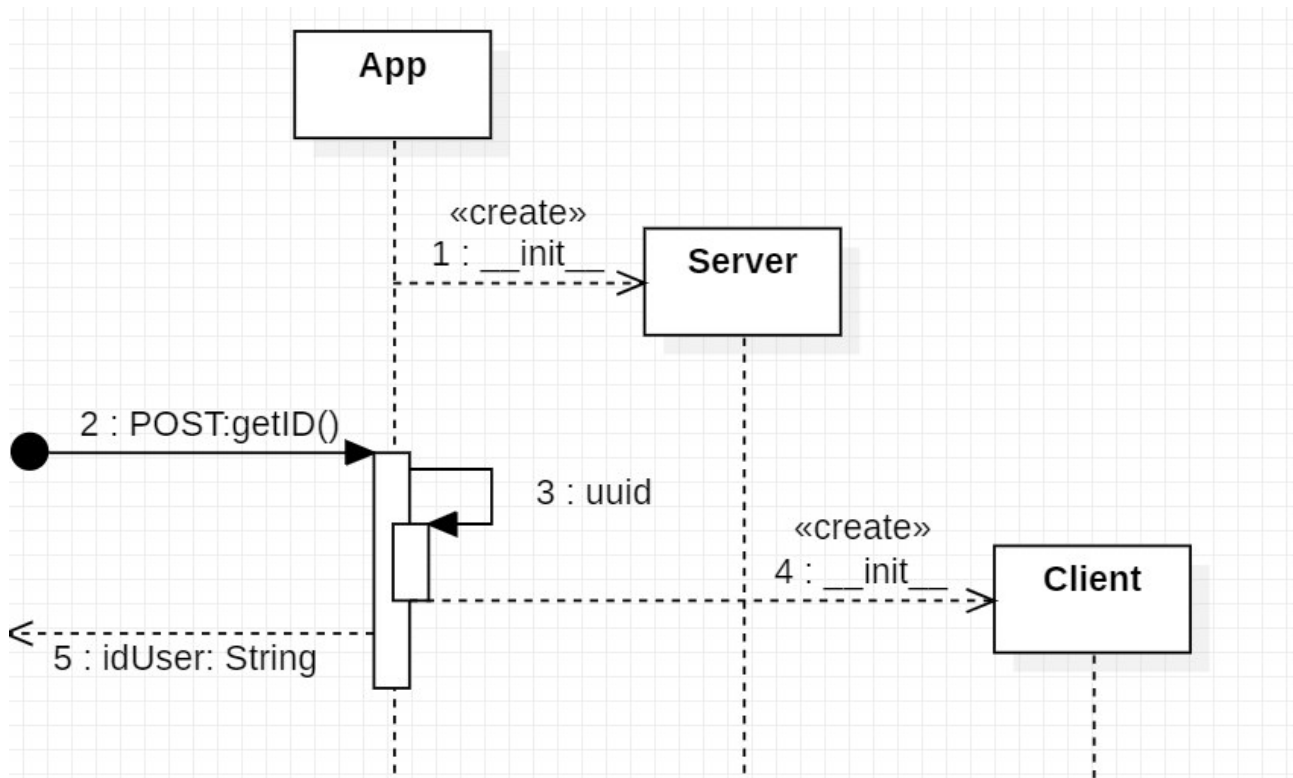 App
«create»
1 : __init__
Server
2 : POST:getID()
3 : uuid
«create»
4 : __init__
Client
5 : idUser: String